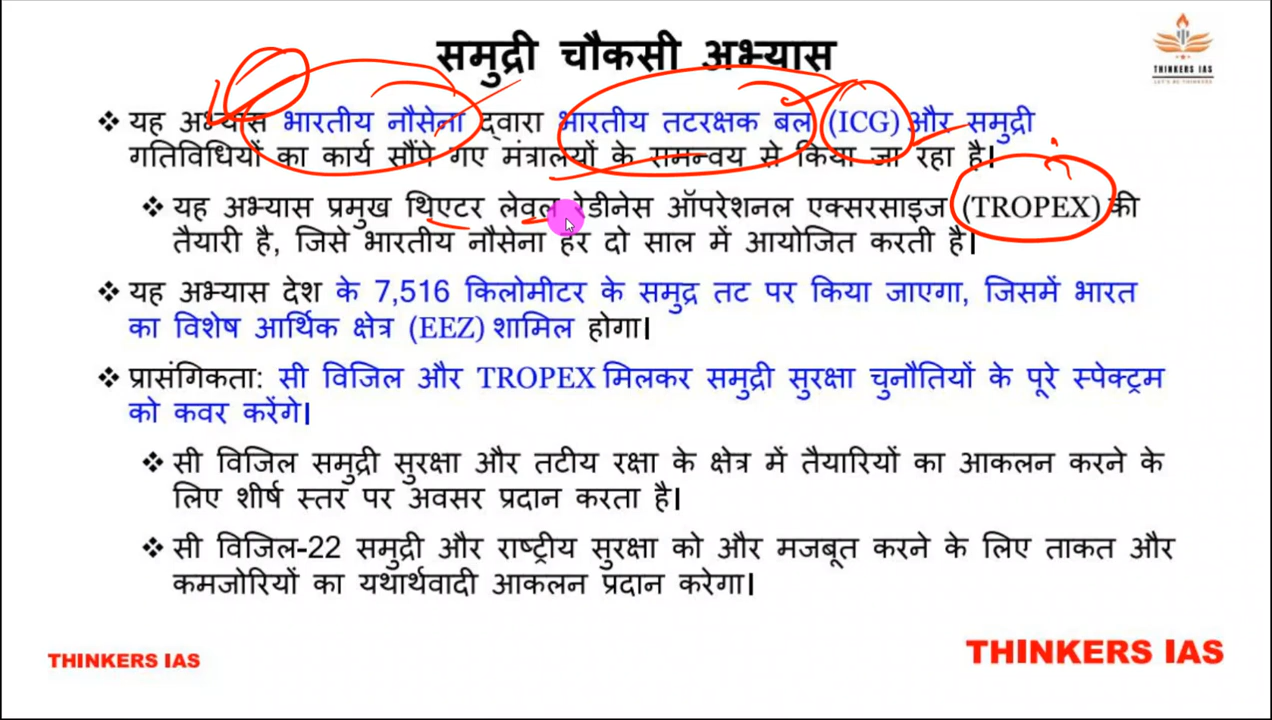 समुद्री चौकसी अभ्यास
THINKERS IAS
LET'S BE THINKERS
❖ यह अभ्यास भारतीय नौसेना द्वारा भारतीय तटरक्षक बल (ICG) और समुद्री
गतिविधियों का कार्य सौंपे गए मंत्रालयों के समन्वय से किया जा रहा है।
❖ यह अभ्यास प्रमुख थिएटर लेवल रेडीनेस ऑपरेशनल एक्सरसाइज (TROPEX) की
तैयारी है, जिसे भारतीय नौसेना हर दो साल में आयोजित करती है।
❖ यह अभ्यास देश के 7,516 किलोमीटर के समुद्र तट पर किया जाएगा, जिसमें भारत
का विशेष आर्थिक क्षेत्र (EEZ) शामिल होगा।
❖ प्रासंगिकता: सी विजिल और TROPEX मिलकर समुद्री सुरक्षा चुनौतियों के पूरे स्पेक्ट्रम
को कवर करेंगे।
❖ सी विजिल समुद्री सुरक्षा और तटीय रक्षा के क्षेत्र में तैयारियों का आकलन करने के
लिए शीर्ष स्तर पर अवसर प्रदान करता है।
❖ सी विजिल-22 समुद्री और राष्ट्रीय सुरक्षा को और मजबूत करने के लिए ताकत और
कमजोरियों का यथार्थवादी आकलन प्रदान करेगा।
THINKERS IAS
THINKERS IAS